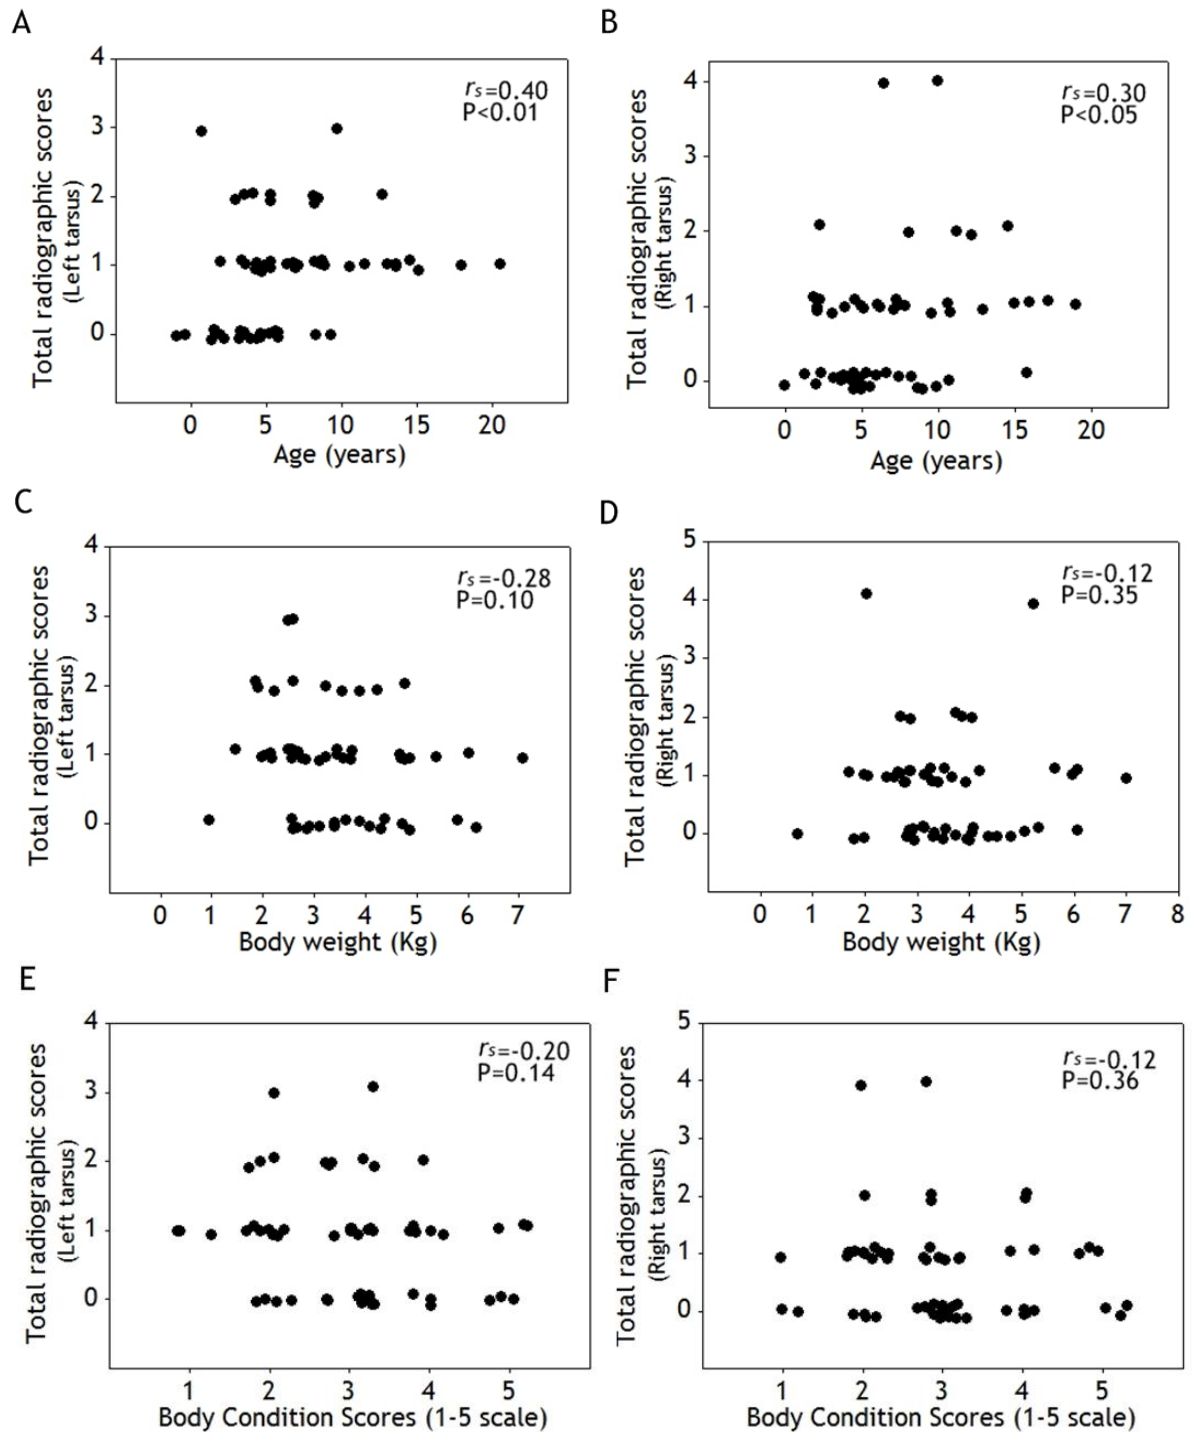 A
Total radiographic scores
(Left tarsus)
4
3
2
1
0
rs=0.40
P<0.01
0 5 10 15 20
Age (years)
B
Total radiographic scores
(Right tarsus)
4
3
2
1
0
rs=0.30
P<0.05
0 5 10 15 20
Age (years)
C
Total radiographic scores
(Left tarsus)
4
3
2
1
0
rs=-0.28
P=0.10
0 1 2 3 4 5 6 7
Body weight (Kg)
D
Total radiographic scores
(Right tarsus)
5
4
3
2
1
0
rs=-0.12
P=0.35
0 1 2 3 4 5 6 7 8
Body weight (Kg)
E
Total radiographic scores
(Left tarsus)
4
3
2
1
0
rs=-0.20
P=0.14
1 2 3 4 5
Body Condition Scores (1-5 scale)
F
Total radiographic scores
(Right tarsus)
5
4
3
2
1
0
rs=-0.12
P=0.36
1 2 3 4 5
Body Condition Scores (1-5 scale)